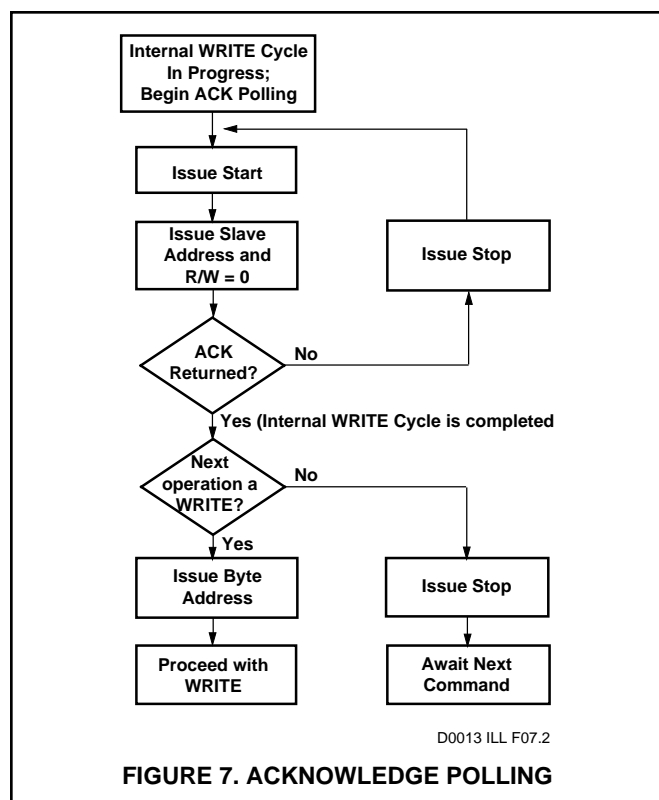 Internal WRITE Cycle
In Progress;
Begin ACK Polling
Issue Start
Issue Slave
Address and
R/W = 0
Issue Stop
ACK
Returned?
No
Yes (Internal WRITE Cycle is completed
Next
operation a
WRITE?
No
Yes
Issue Byte
Address
Issue Stop
Proceed with
WRITE
Await Next
Command
D0013 ILL F07.2
FIGURE 7. ACKNOWLEDGE POLLING